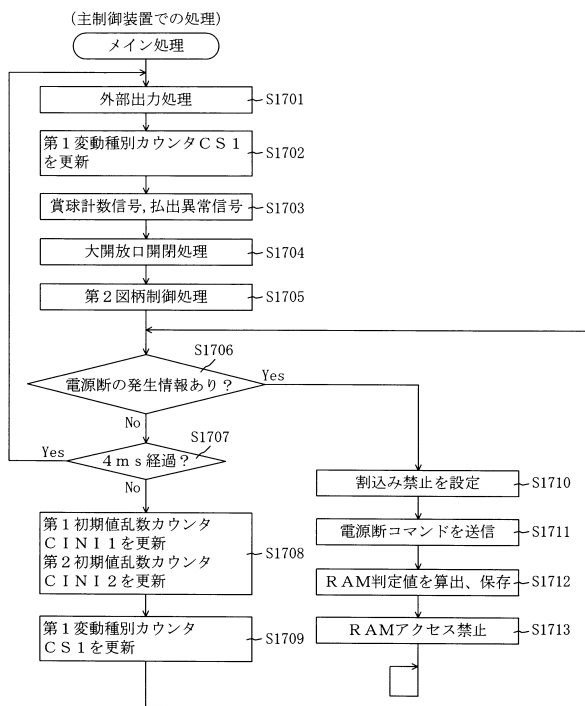 (主制御装置での処理)
メイン処理
外部出力処理
S1701
第1変動種別カウンタCS1
を更新
S1702
賞球計数信号,払出異常信号
S1703
大開放口開閉処理
S1704
第2図柄制御処理
S1705
S1706
電源断の発生情報あり?
Yes
No
S1707
Yes
4ms経過?
No
第1初期値乱数カウンタ
CINI1を更新
第2初期値乱数カウンタ
CINI2を更新
S1708
第1変動種別カウンタ
CS1を更新
S1709
割込み禁止を設定
S1710
電源断コマンドを送信
S1711
RAM判定値を算出、保存
S1712
RAMアクセス禁止
S1713